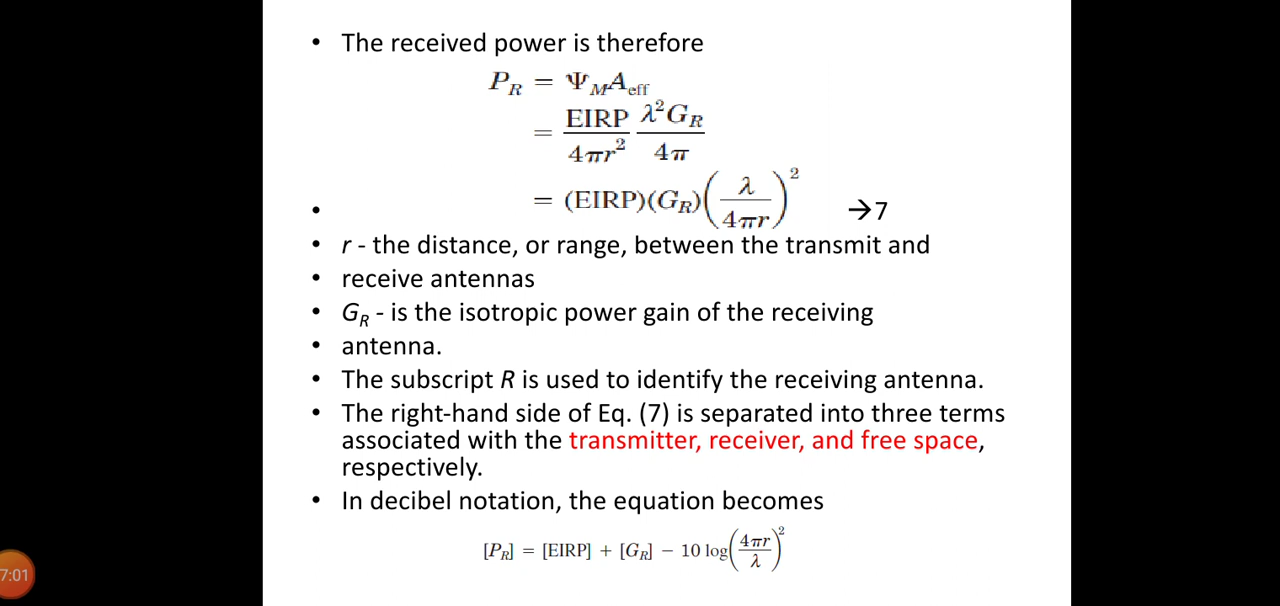 • The received power is therefore
P_R = Ψ_M A_eff
= EIRP/4πr² λ²G_R/4π
• = (EIRP)(G_R)(λ/4πr)² →7
• r - the distance, or range, between the transmit and
• receive antennas
• G_R - is the isotropic power gain of the receiving
• antenna.
• The subscript R is used to identify the receiving antenna.
• The right-hand side of Eq. (7) is separated into three terms
associated with the transmitter, receiver, and free space,
respectively.
• In decibel notation, the equation becomes
[P_R] = [EIRP] + [G_R] − 10 log(4πr/λ)²
7:01